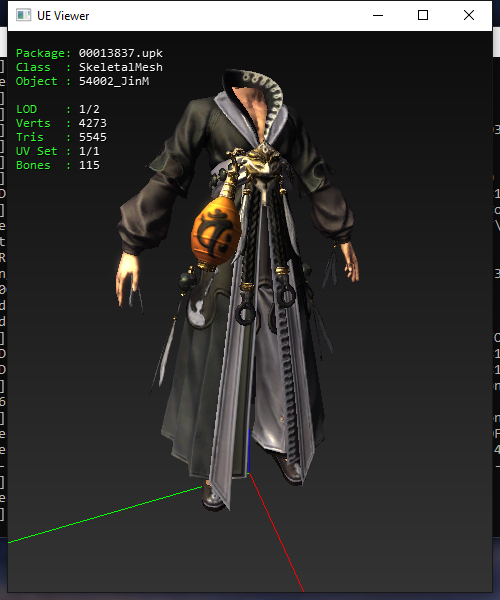 UE Viewer
Package: 00013837.upk
Class : SkeletalMesh
Object : 54002_JinM
LOD : 1/2
Verts : 4273
Tris : 5545
UV Set : 1/1
Bones : 115